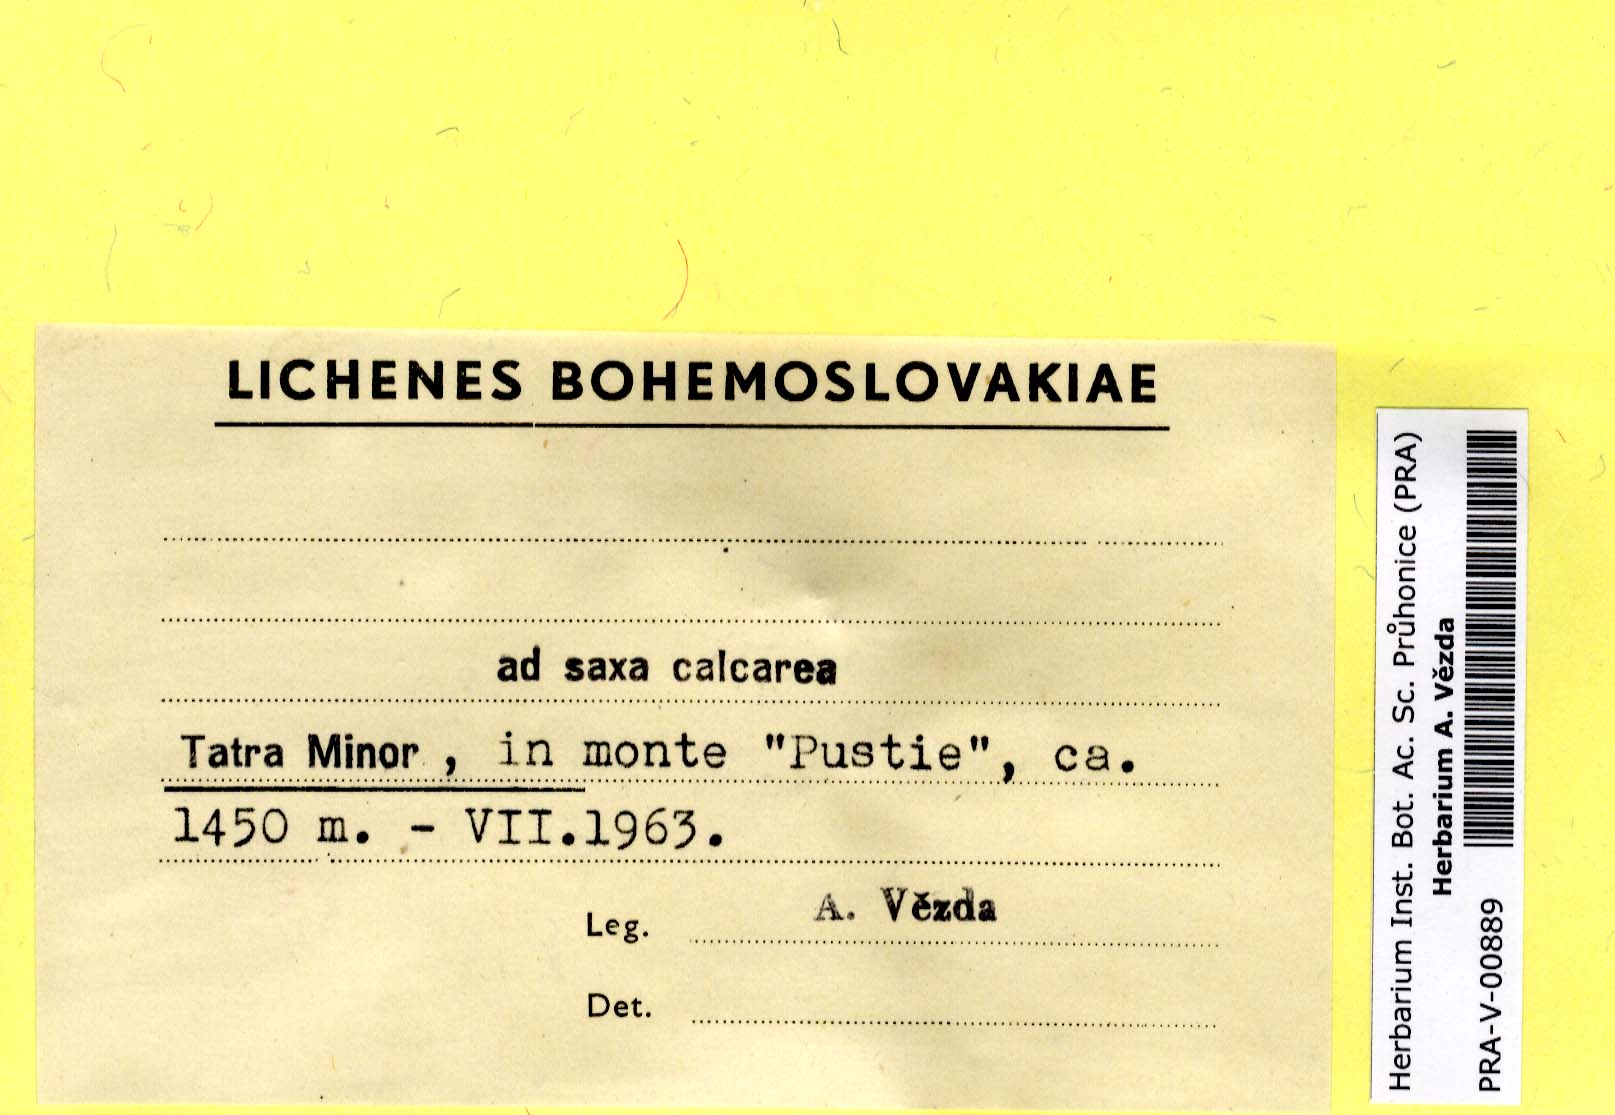 LICHENES BOHEMOSLOVAKIAE
ad saxa calcarea
Tatra Minor, in monte "Pustie", ca.
1450 m. - VII.1963.
Leg. A. Vězda
Det.
Herbarium Inst. Bot. Ac. Sc. Průhonice (PRA)
Herbarium A. Vězda
PRA-V-00889